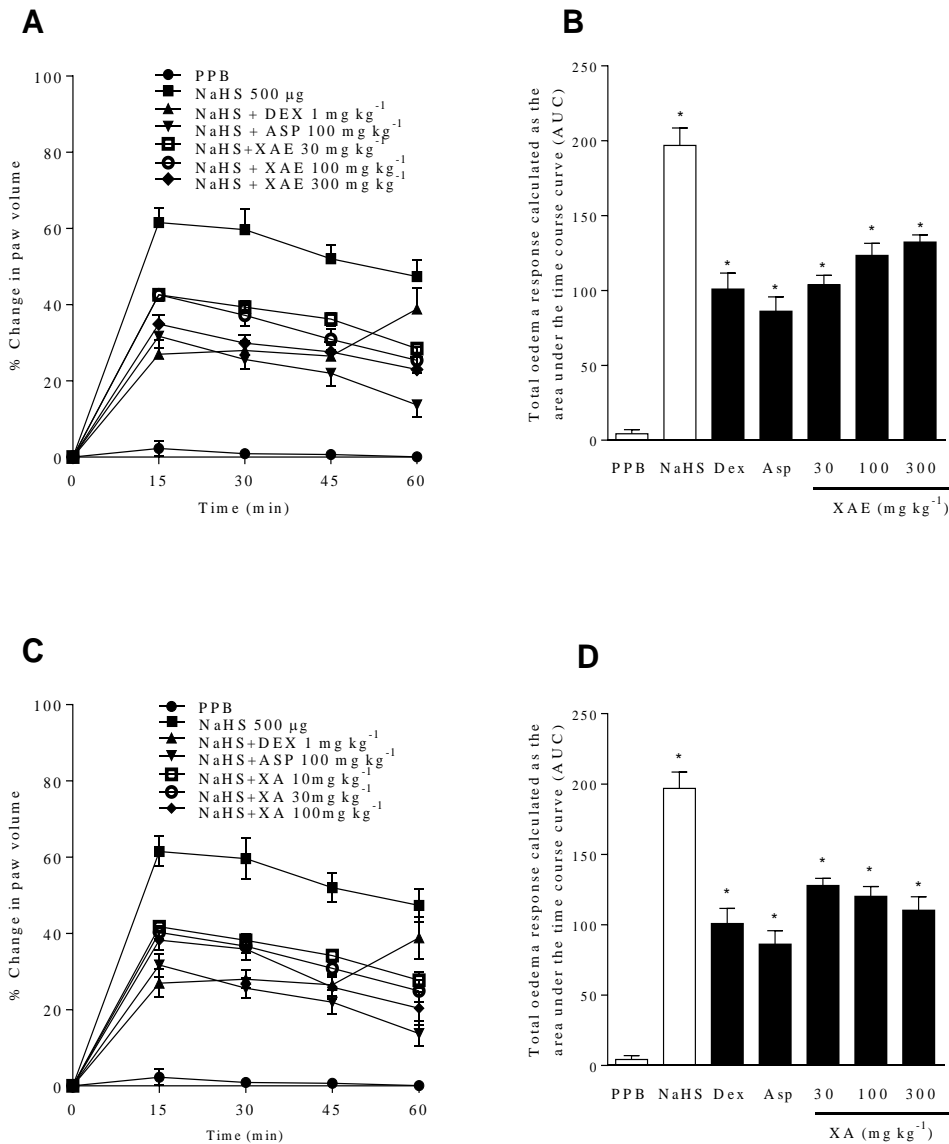 A
PPB
NaHS 500 µg
NaHS + DEX 1 mg kg-1
NaHS + ASP 100 mg kg-1
NaHS+XAE 30 mg kg-1
NaHS + XAE 100 mg kg-1
NaHS + XAE 300 mg kg-1
% Change in paw volume
100
80
60
40
20
0
0 15 30 45 60
Time (min)
B
Total oedema response calculated as the
area under the time course curve (AUC)
250
200
150
100
50
0
* * * * * *
PPB NaHS Dex Asp 30 100 300
XAE (mg kg-1)
C
PPB
NaHS 500 µg
NaHS+DEX 1 mg kg-1
NaHS+ASP 100 mg kg-1
NaHS+XA 10mg kg-1
NaHS+XA 30mg kg-1
NaHS+XA 100mg kg-1
% Change in paw volume
100
80
60
40
20
0
0 15 30 45 60
Time (min)
D
Total oedema response calculated as the
area under the time course curve (AUC)
250
200
150
100
50
0
* * * * * *
PPB NaHS Dex Asp 30 100 300
XA (mg kg-1)